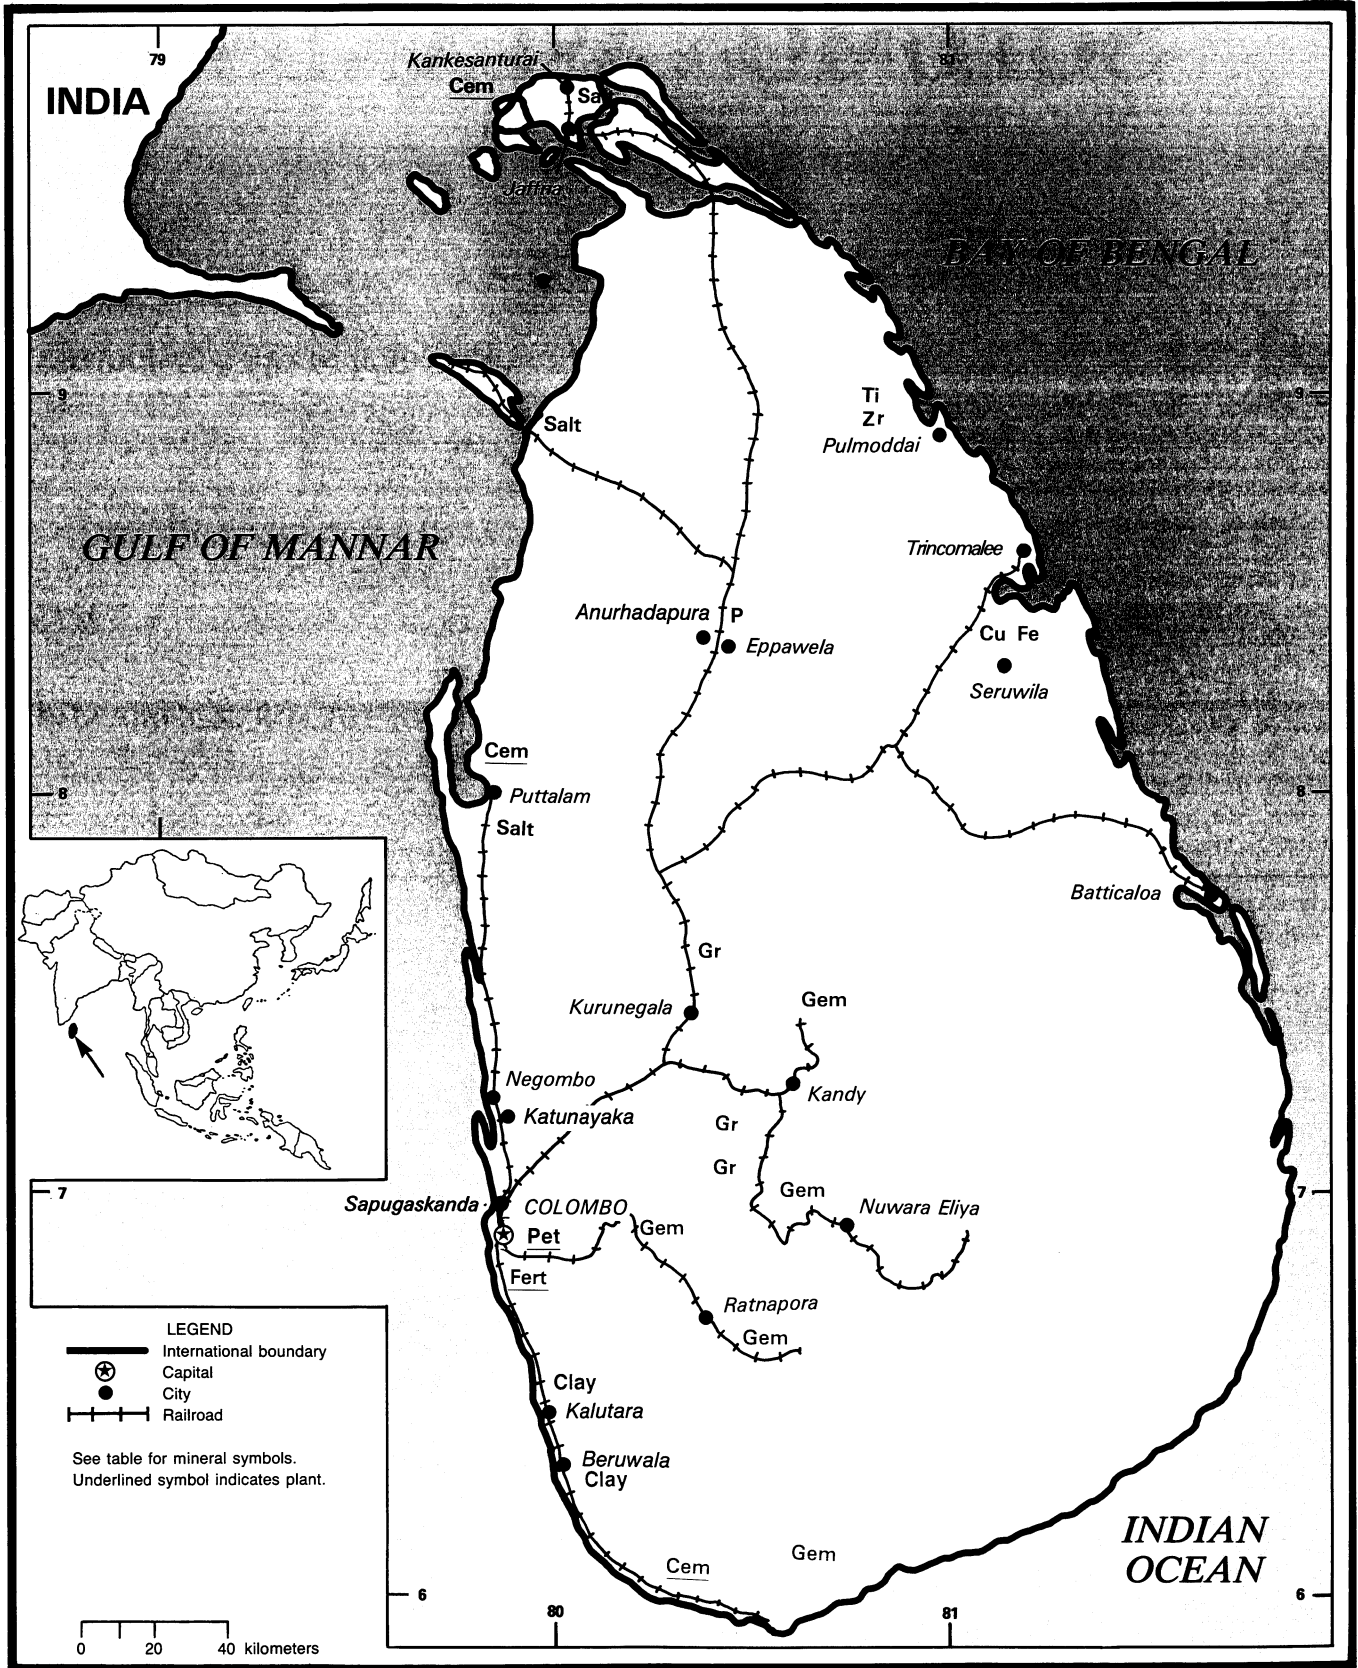 79
81
Kankesanturai
Cem
Sa
INDIA
Jaffna
BAY OF BENGAL
9
9
Ti
Zr
Pulmoddai
Salt
GULF OF MANNAR
Trincomalee
Anurhadapura
P
Eppawela
Cu Fe
Seruwila
Cem
8
Puttalam
8
Salt
Batticaloa
Gr
Kurunegala
Gem
Negombo
Kandy
Katunayaka
Gr
Gr
7
Gem
7
Sapugaskanda
COLOMBO
Nuwara Eliya
Pet
Gem
Fert
Ratnapora
Gem
LEGEND
International boundary
Capital
City
Railroad
Clay
Kalutara
See table for mineral symbols.
Underlined symbol indicates plant.
Beruwala
Clay
INDIAN
OCEAN
Cem
Gem
6
6
80
81
0 20 40 kilometers